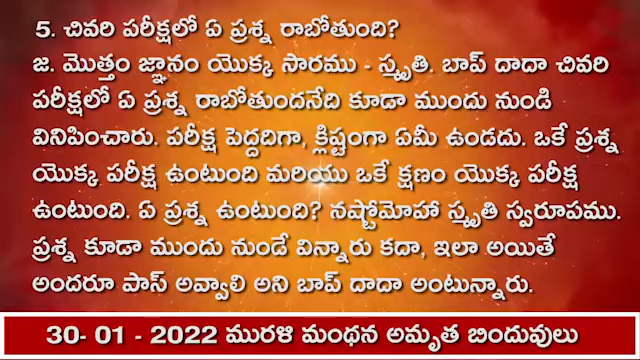 5. చివరి పరీక్షలో ఏ ప్రశ్న రాబోతుంది?
జ. మొత్తం జ్ఞానం యొక్క సారము - స్మృతి. బాప్ దాదా చివరి
పరీక్షలో ఏ ప్రశ్న రాబోతుందనేది కూడా ముందు నుండి
వినిపించారు. పరీక్ష పెద్దదిగా, క్లిష్టంగా ఏమీ ఉండదు. ఒకే ప్రశ్న
యొక్క పరీక్ష ఉంటుంది మరియు ఒకే క్షణం యొక్క పరీక్ష
ఉంటుంది. ఏ ప్రశ్న ఉంటుంది? నష్టోమోహా స్మృతి స్వరూపము.
ప్రశ్న కూడా ముందు నుండే విన్నారు కదా, ఇలా అయితే
అందరూ పాస్ అవ్వాలి అని బాప్ దాదా అంటున్నారు.
30- 01 - 2022 మురళి మంథన అమృత బిందువులు